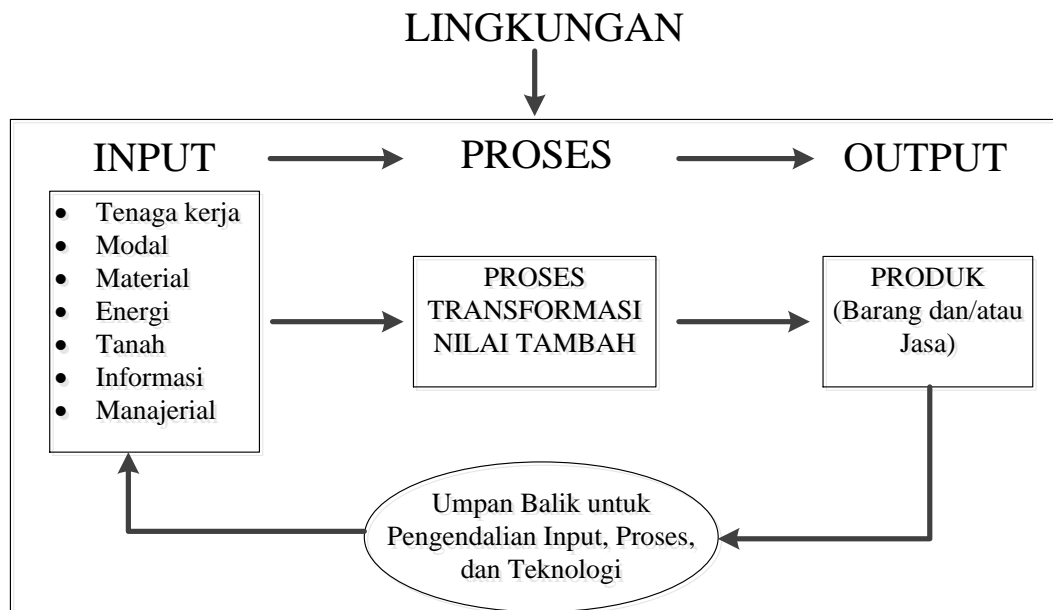 LINGKUNGAN
INPUT
PROSES
OUTPUT
• Tenaga kerja
• Modal
• Material
• Energi
• Tanah
• Informasi
• Manajerial
PROSES
TRANSFORMASI
NILAI TAMBAH
PRODUK
(Barang dan/atau
Jasa)
Umpan Balik untuk
Pengendalian Input, Proses,
dan Teknologi